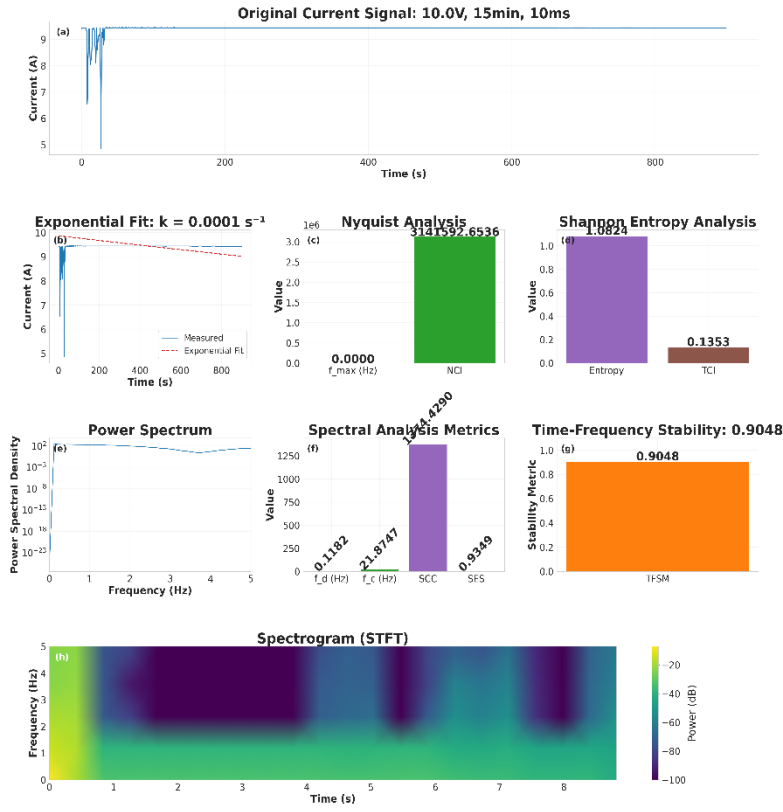 Original Current Signal: 10.0V, 15min, 10ms
(a)
Current (A)
9
8
7
6
5
0
200
400
600
800
Time (s)
Exponential Fit: k = 0.0001 s⁻¹
(b)
Current (A)
10
9
8
7
6
5
Measured
Exponential Fit
0
200
400
600
800
Time (s)
Nyquist Analysis
1e6
(c)
3141592.6536
Value
3.0
2.5
2.0
1.5
1.0
0.5
0.0
0.0000
f_max (Hz)
NCI
Shannon Entropy Analysis
(d)
1.0824
0.1353
Value
1.0
0.8
0.6
0.4
0.2
0.0
Entropy
TCI
Power Spectrum
(e)
Power Spectral Density
10²
10⁻³
10⁻⁸
10⁻¹³
10⁻¹⁸
10⁻²³
0
1
2
3
4
5
Frequency (Hz)
Spectral Analysis Metrics
(f)
1374.4290
Value
1250
1000
750
500
250
0
0.1182
21.8747
0.9349
f_d (Hz)
f_c (Hz)
SCC
SFS
Time-Frequency Stability: 0.9048
(g)
0.9048
Stability Metric
1.0
0.8
0.6
0.4
0.2
0.0
TFSM
Spectrogram (STFT)
(h)
Frequency (Hz)
5
4
3
2
1
0
0
1
2
3
4
5
6
7
8
Time (s)
−20
−40
−60
−80
−100
Power (dB)